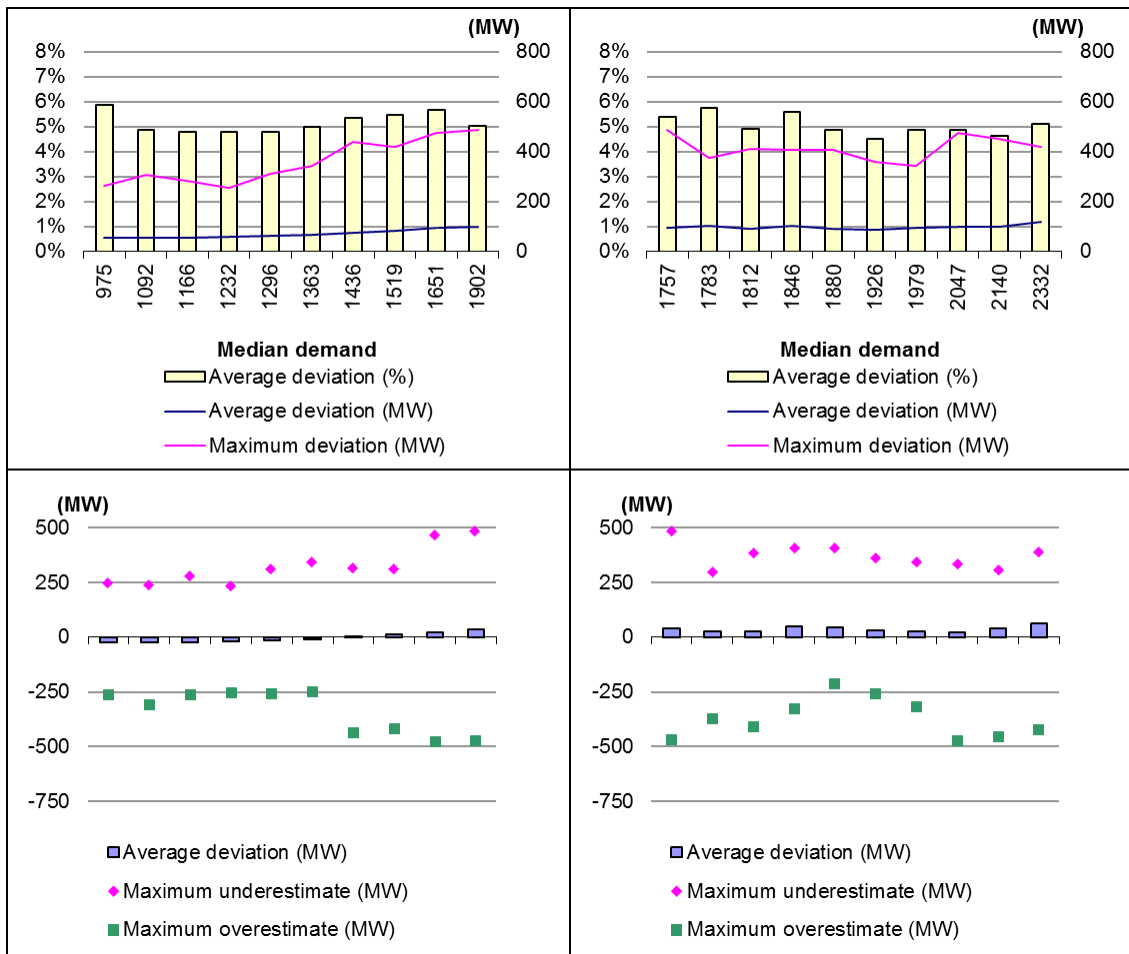 (MW)
8% 800
7%
6% 600
5%
4% 400
3%
2% 200
1%
0% 0
975 1092 1166 1232 1296 1363 1436 1519 1651 1902
Median demand
Average deviation (%)
Average deviation (MW)
Maximum deviation (MW)
(MW)
8% 800
7%
6% 600
5%
4% 400
3%
2% 200
1%
0% 0
1757 1783 1812 1846 1880 1926 1979 2047 2140 2332
Median demand
Average deviation (%)
Average deviation (MW)
Maximum deviation (MW)
(MW)
500
250
0
-250
-500
-750
Average deviation (MW)
Maximum underestimate (MW)
Maximum overestimate (MW)
(MW)
500
250
0
-250
-500
-750
Average deviation (MW)
Maximum underestimate (MW)
Maximum overestimate (MW)